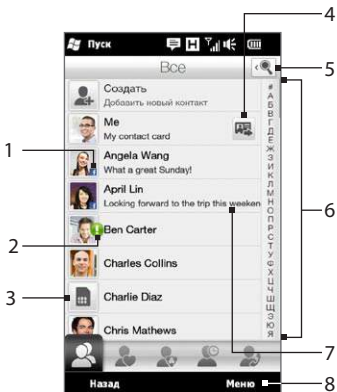 4
Пуск
H
Все
5
Создать
Добавить новый контакт
Me
My contact card
1
Angela Wang
What a great Sunday!
April Lin
Looking forward to the trip this weeken
6
Ben Carter
2
Charles Collins
3
Charlie Diaz
7
Chris Mathews
#
А
Б
В
Г
Д
Е
Ж
З
И
К
Л
М
Н
О
П
Р
С
Т
У
Ф
Х
Ц
Ч
Ш
Щ
Э
Ю
Я
Назад
Меню
8